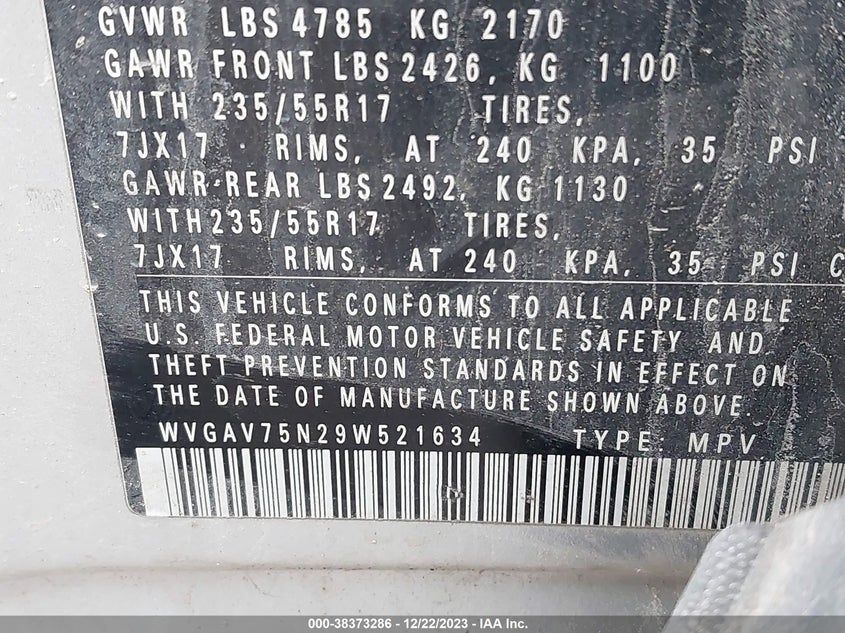 GVWR LBS 4785 KG 2170
GAWR FRONT LBS 2426, KG 1100
WITH 235/55R17 TIRES,
7JX17 RIMS, AT 240 KPA, 35 PSI
GAWR-REAR LBS 2492, KG 1130
WITH 235/55R17 TIRES,
7JX17 RIMS, AT 240 KPA, 35 PSI C
THIS VEHICLE CONFORMS TO ALL APPLICABLE
U.S. FEDERAL MOTOR VEHICLE SAFETY AND
THEFT PREVENTION STANDARDS IN EFFECT ON
THE DATE OF MANUFACTURE SHOWN ABOVE.
WVGAV75N29W521634 TYPE: MPV
000-38373286 - 12/22/2023 - IAA Inc.